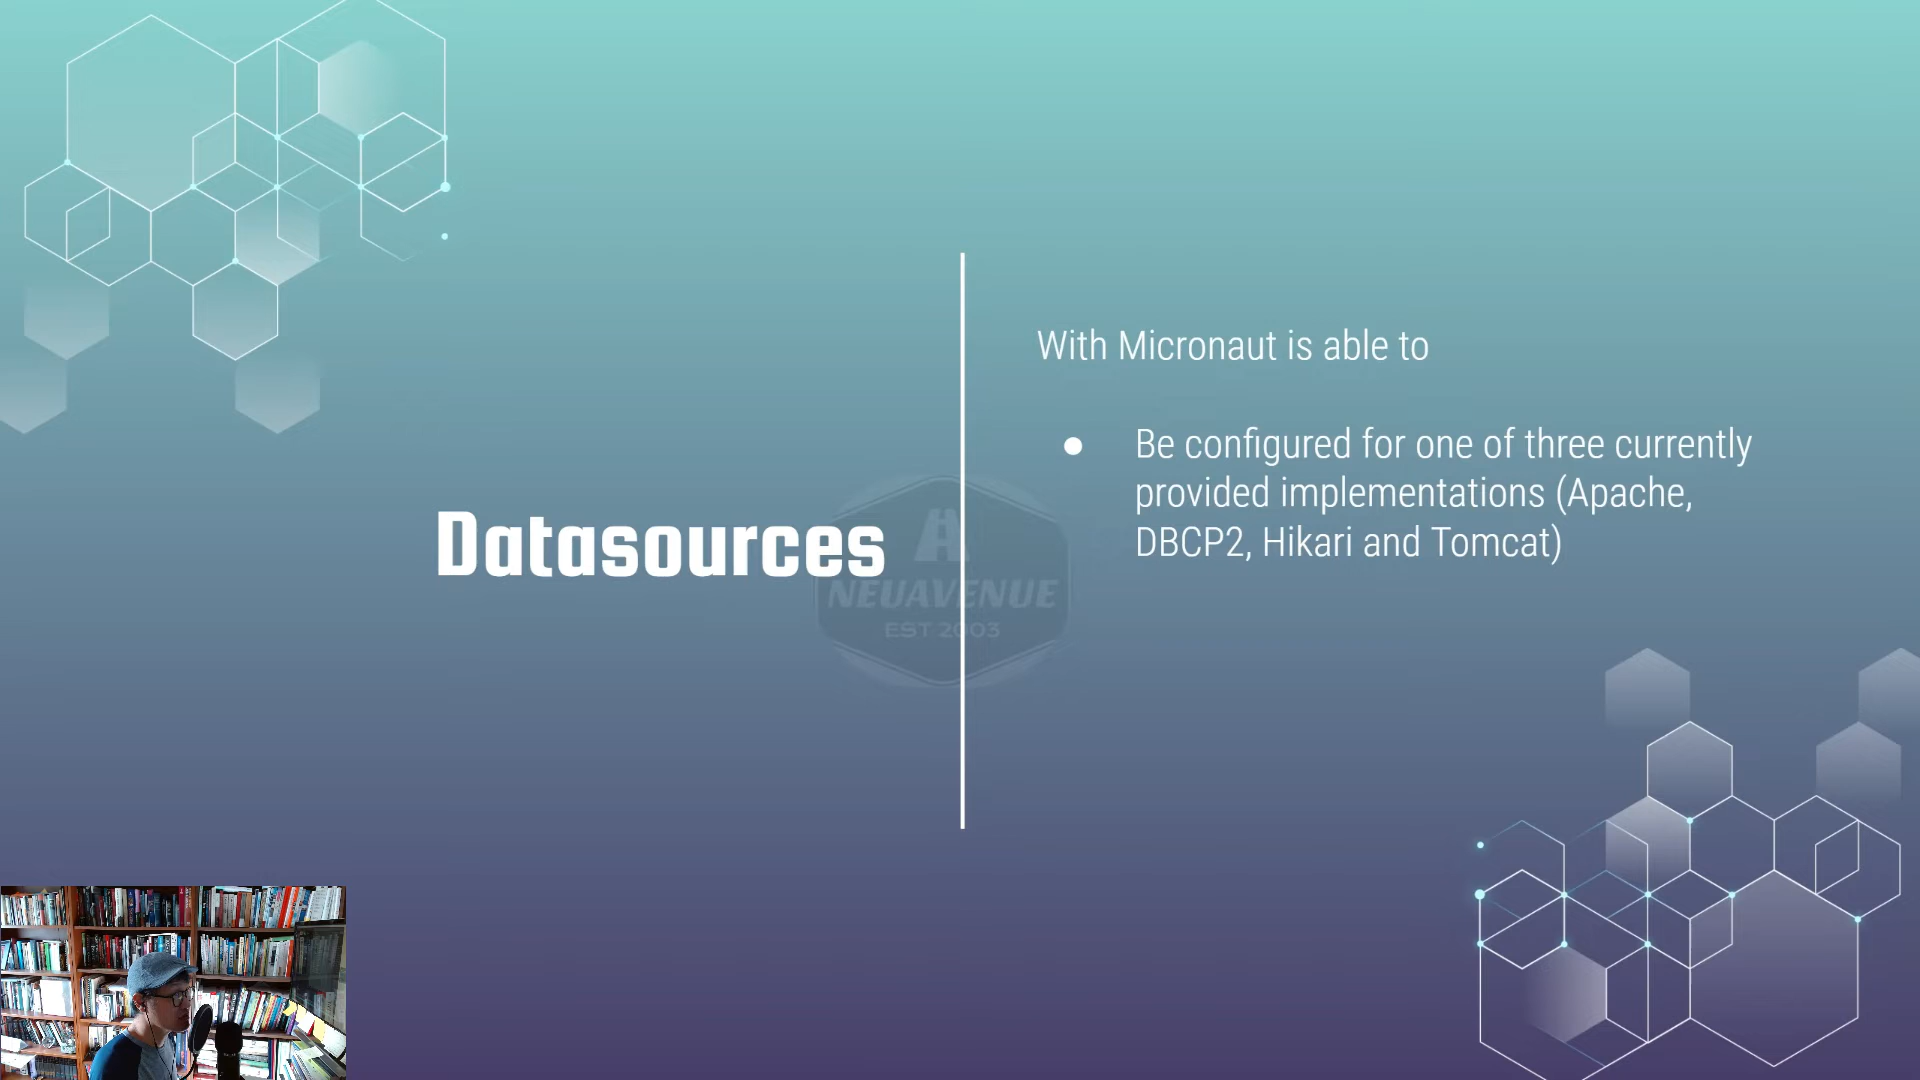 Datasources
With Micronaut is able to
● Be configured for one of three currently
provided implementations (Apache,
DBCP2, Hikari and Tomcat)
NEUAVENUE
EST 2003